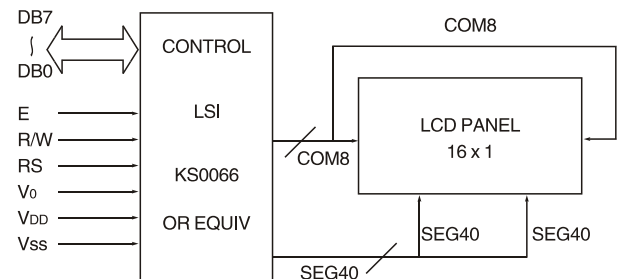 DB7
DB0
E
R/W
RS
V0
VDD
VSS
CONTROL
LSI
KS0066
OR EQUIV
COM8
COM8
LCD PANEL
16 x 1
SEG40
SEG40
SEG40